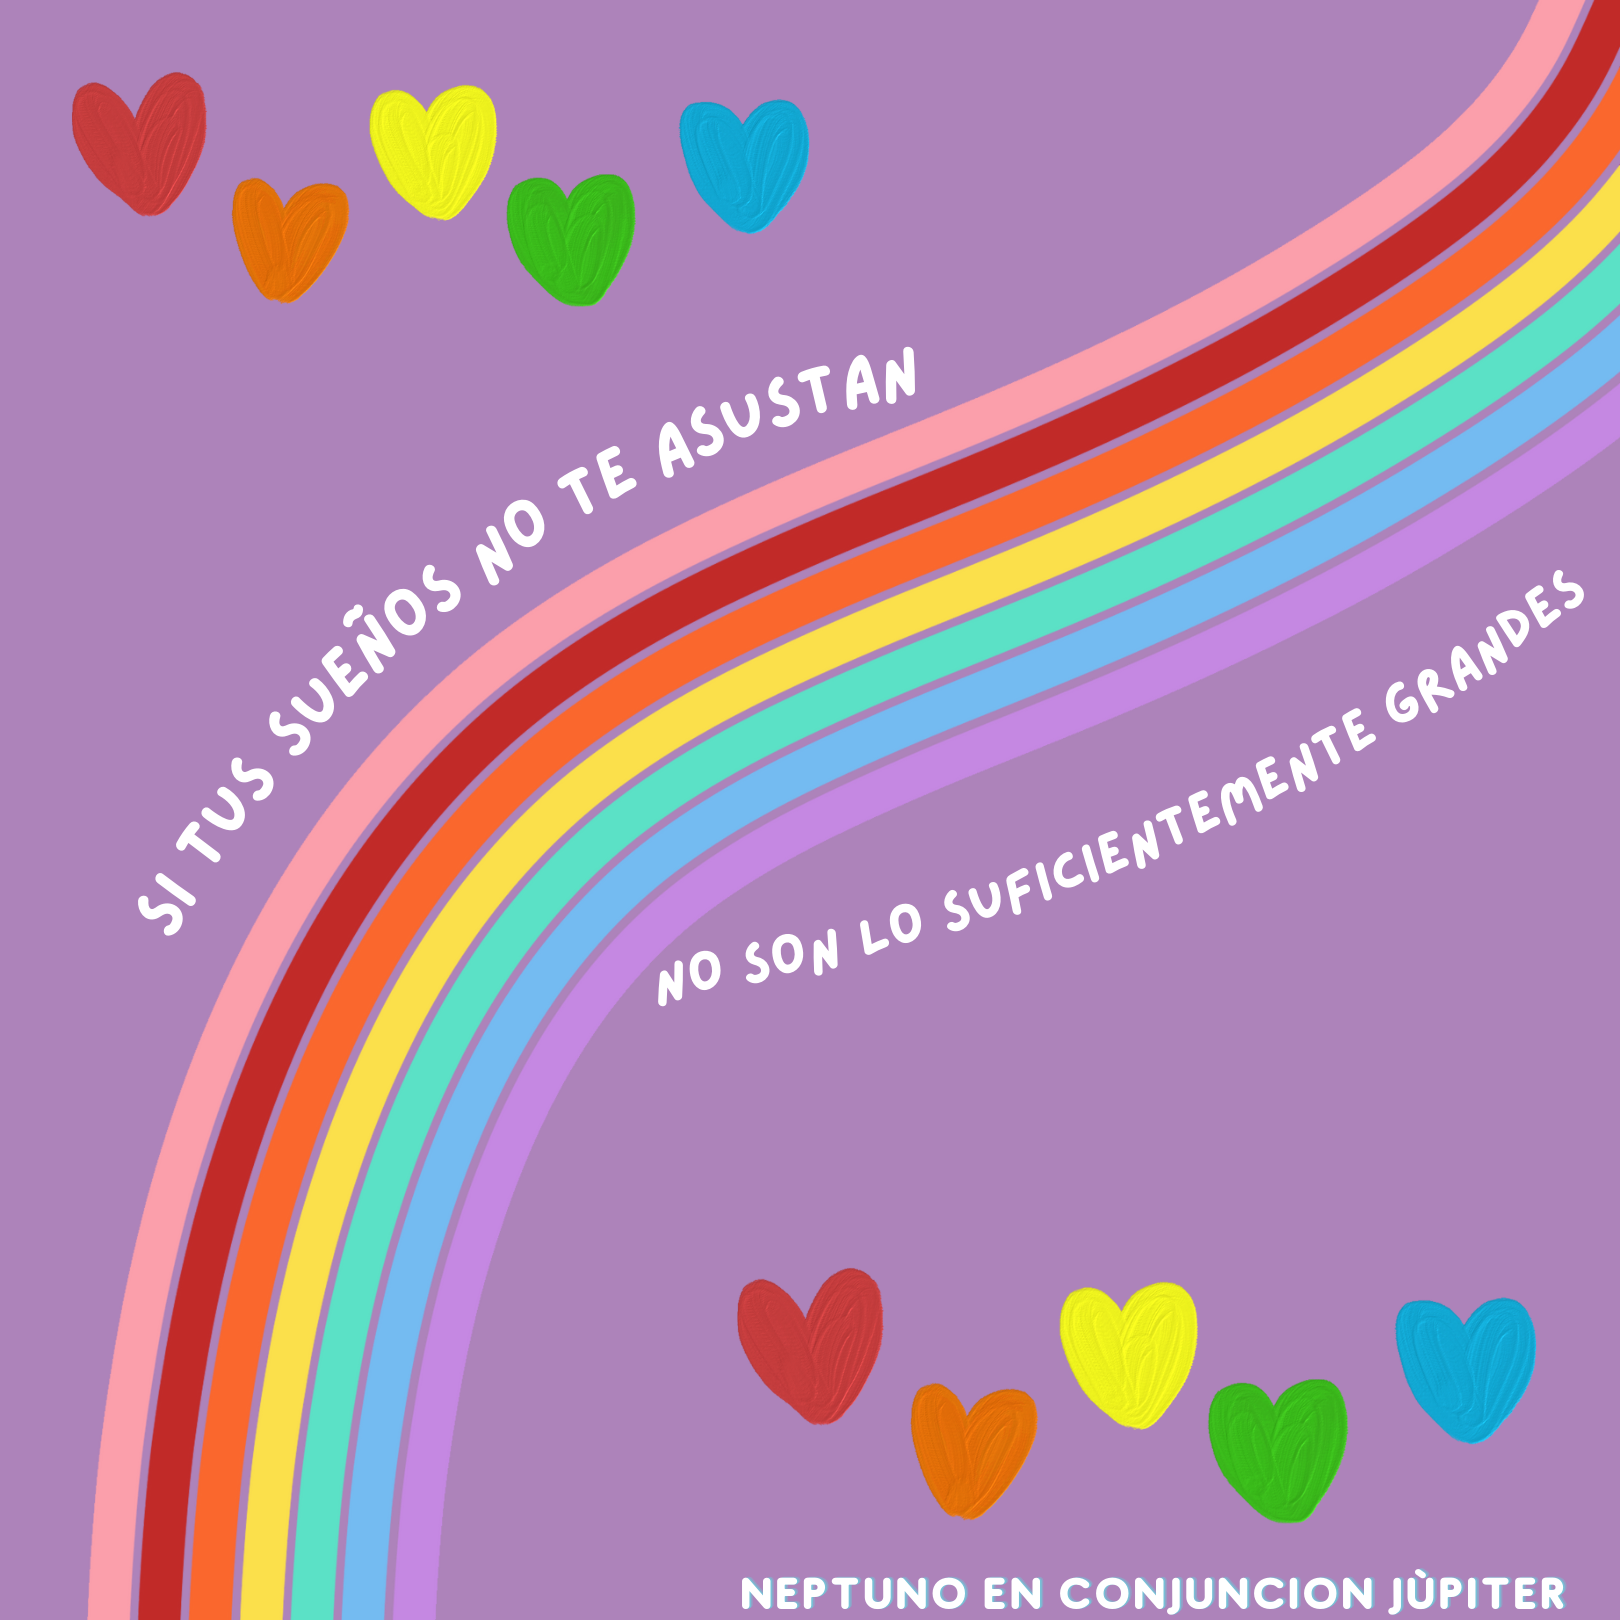 SI TUS SUEÑOS NO TE ASUSTAN
NO SON LO SUFICIENTEMENTE GRANDES
NEPTUNO EN CONJUNCION JÙPITER